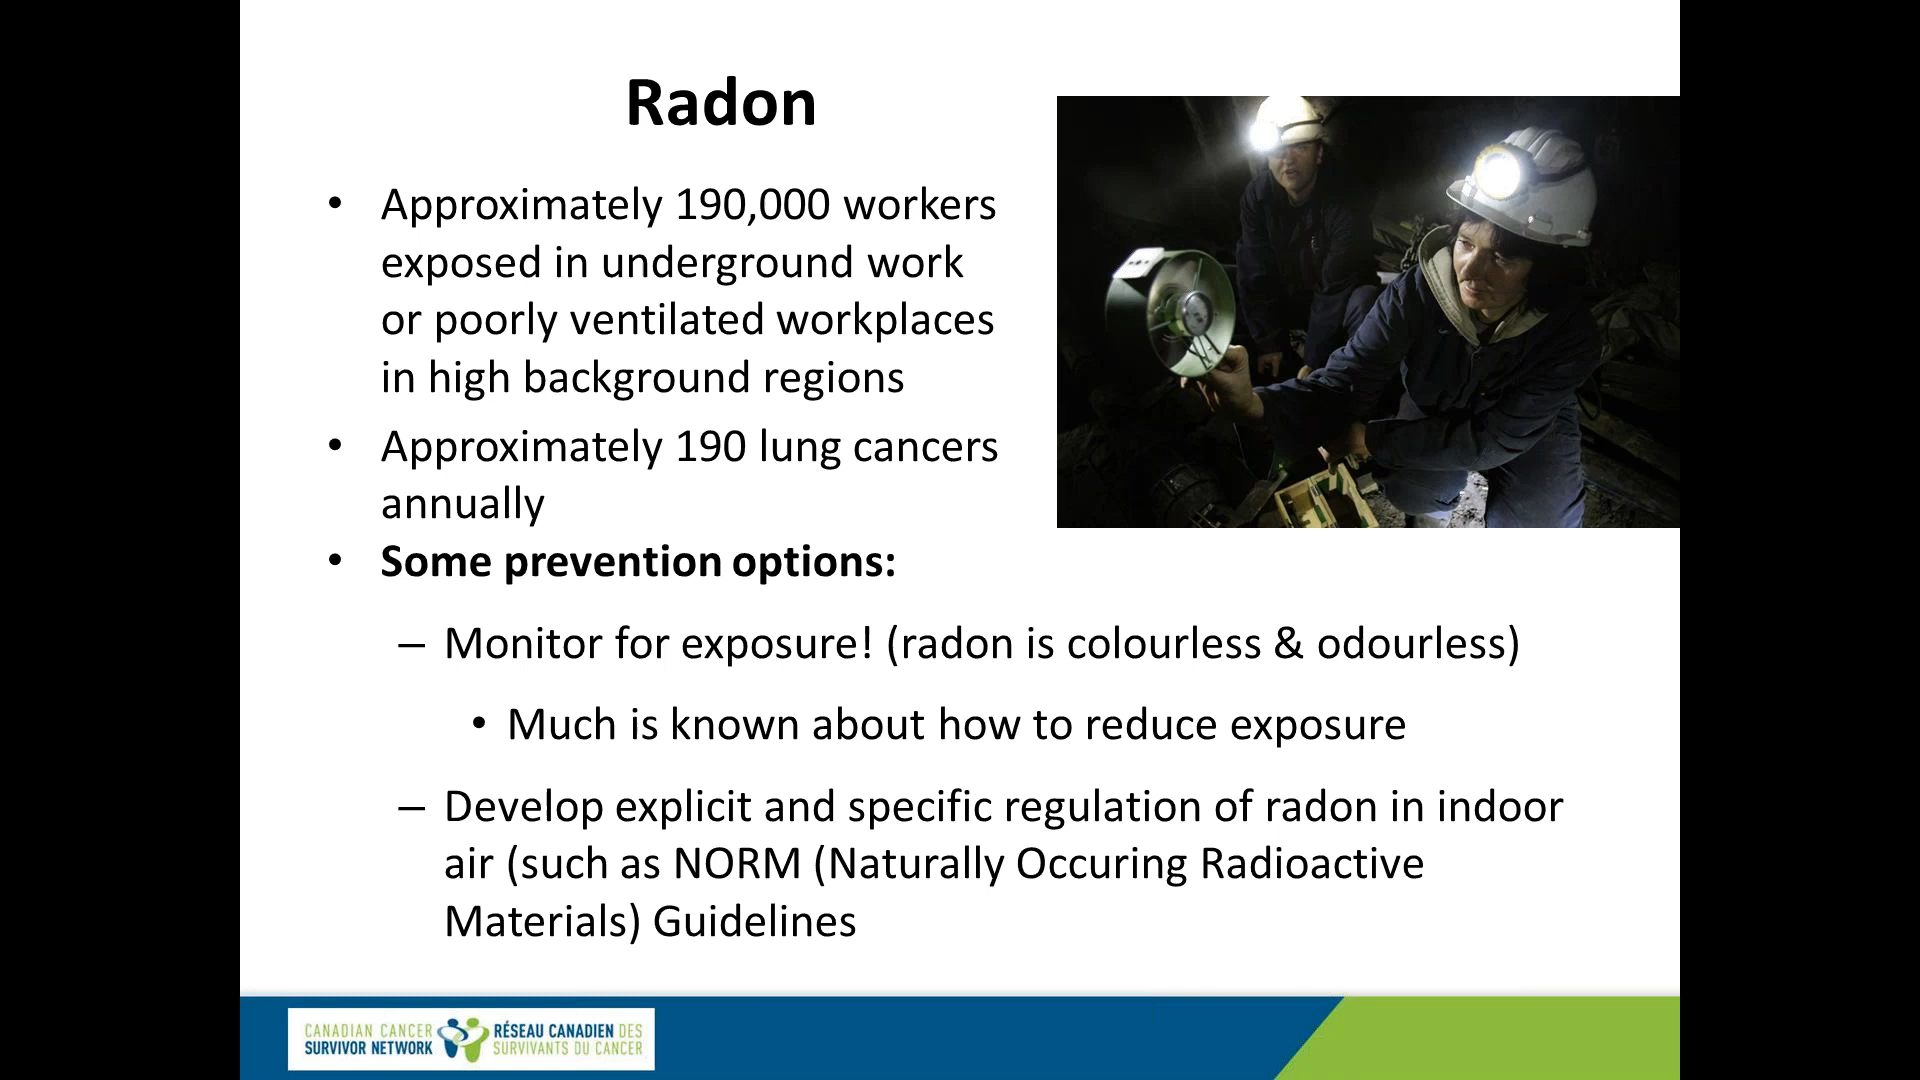 Radon
• Approximately 190,000 workers
exposed in underground work
or poorly ventilated workplaces
in high background regions
• Approximately 190 lung cancers
annually
• Some prevention options:
– Monitor for exposure! (radon is colourless & odourless)
• Much is known about how to reduce exposure
– Develop explicit and specific regulation of radon in indoor
air (such as NORM (Naturally Occuring Radioactive
Materials) Guidelines
CANADIAN CANCER
SURVIVOR NETWORK
RÉSEAU CANADIEN DES
SURVIVANTS DU CANCER